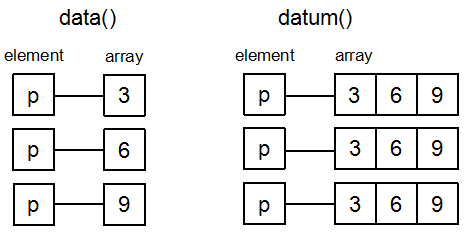 data() datum()
element array element array
p 3 p 3 6 9
p 6 p 3 6 9
p 9 p 3 6 9